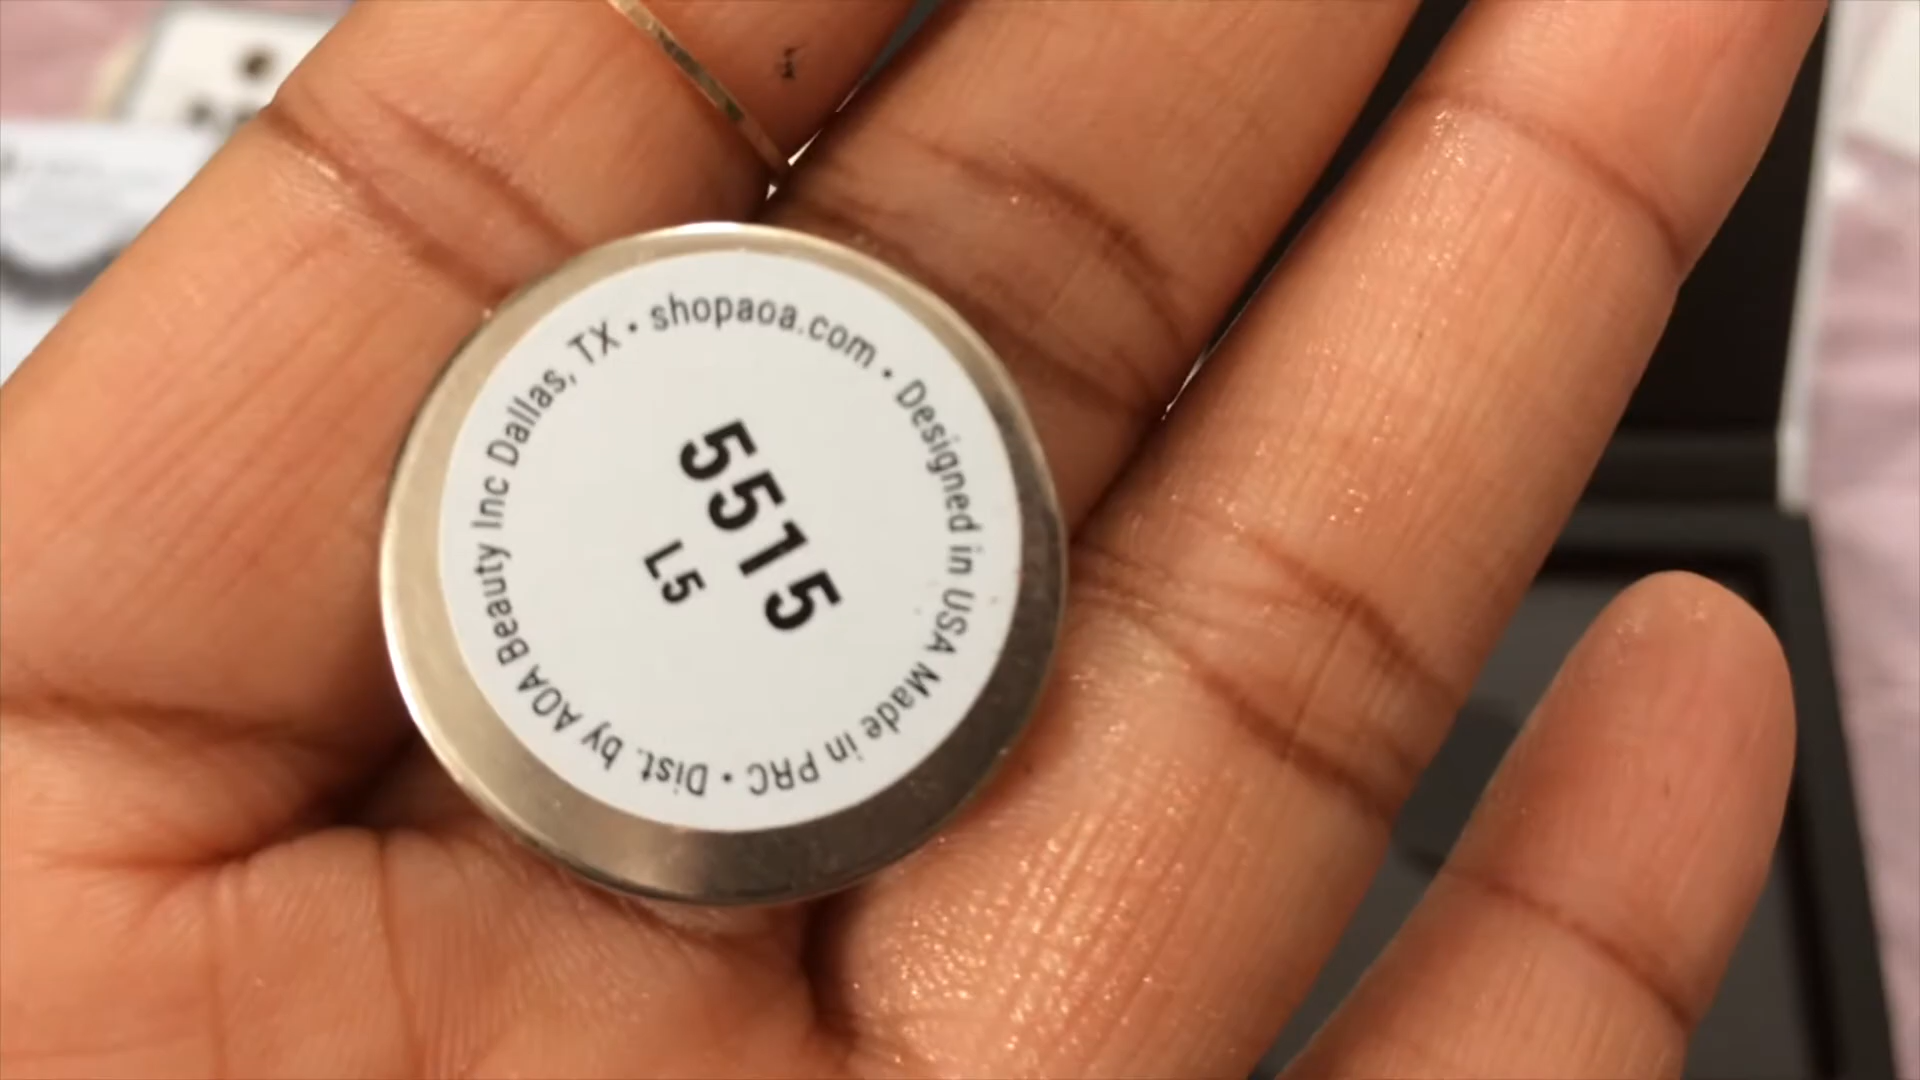 shopaoa.com • Designed in USA Made in PRC • Dist. by AOA Beauty Inc Dallas, TX •
5515
L5